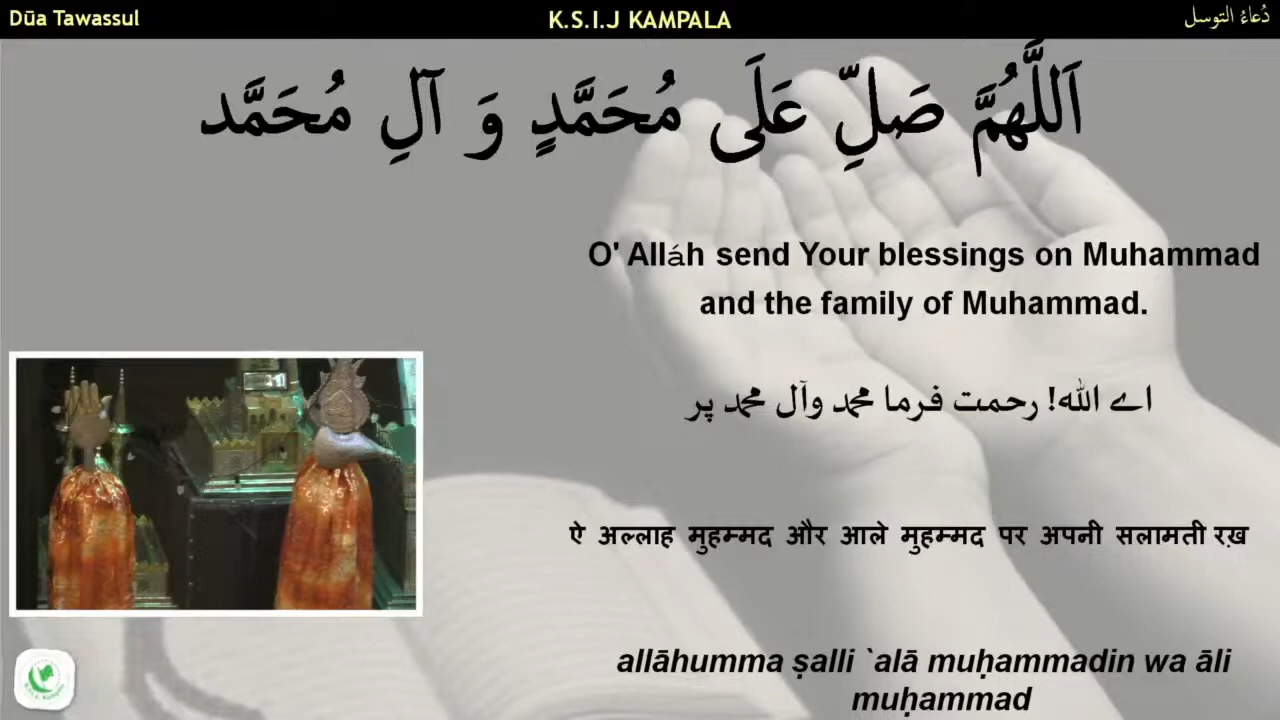 Dūa Tawassul
K.S.I.J KAMPALA
دُعاءُ التوسل
اَللَّهُمَّ صَلِّ عَلَى مُحَمَّدٍ وَ آلِ مُحَمَّد
O' Alláh send Your blessings on Muhammad
and the family of Muhammad.
اے اللہ! رحمت فرما محمد وآل محمد پر
ऐ अल्लाह मुहम्मद और आले मुहम्मद पर अपनी सलामती रख़
allāhumma ṣalli `alā muḥammadin wa āli
muḥammad